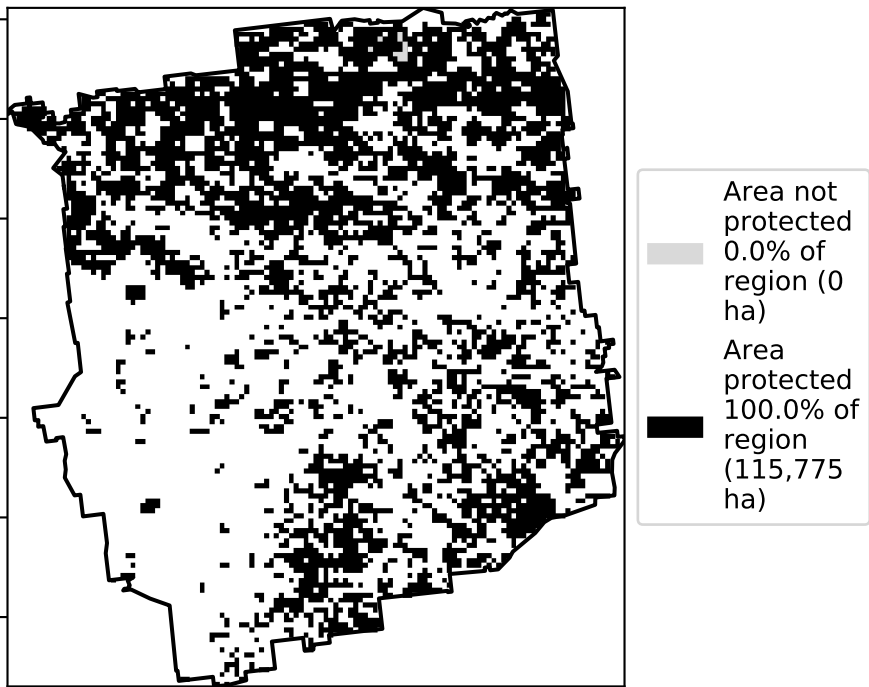 Area not
protected
0.0% of
region (0
ha)
Area
protected
100.0% of
region
(115,775
ha)